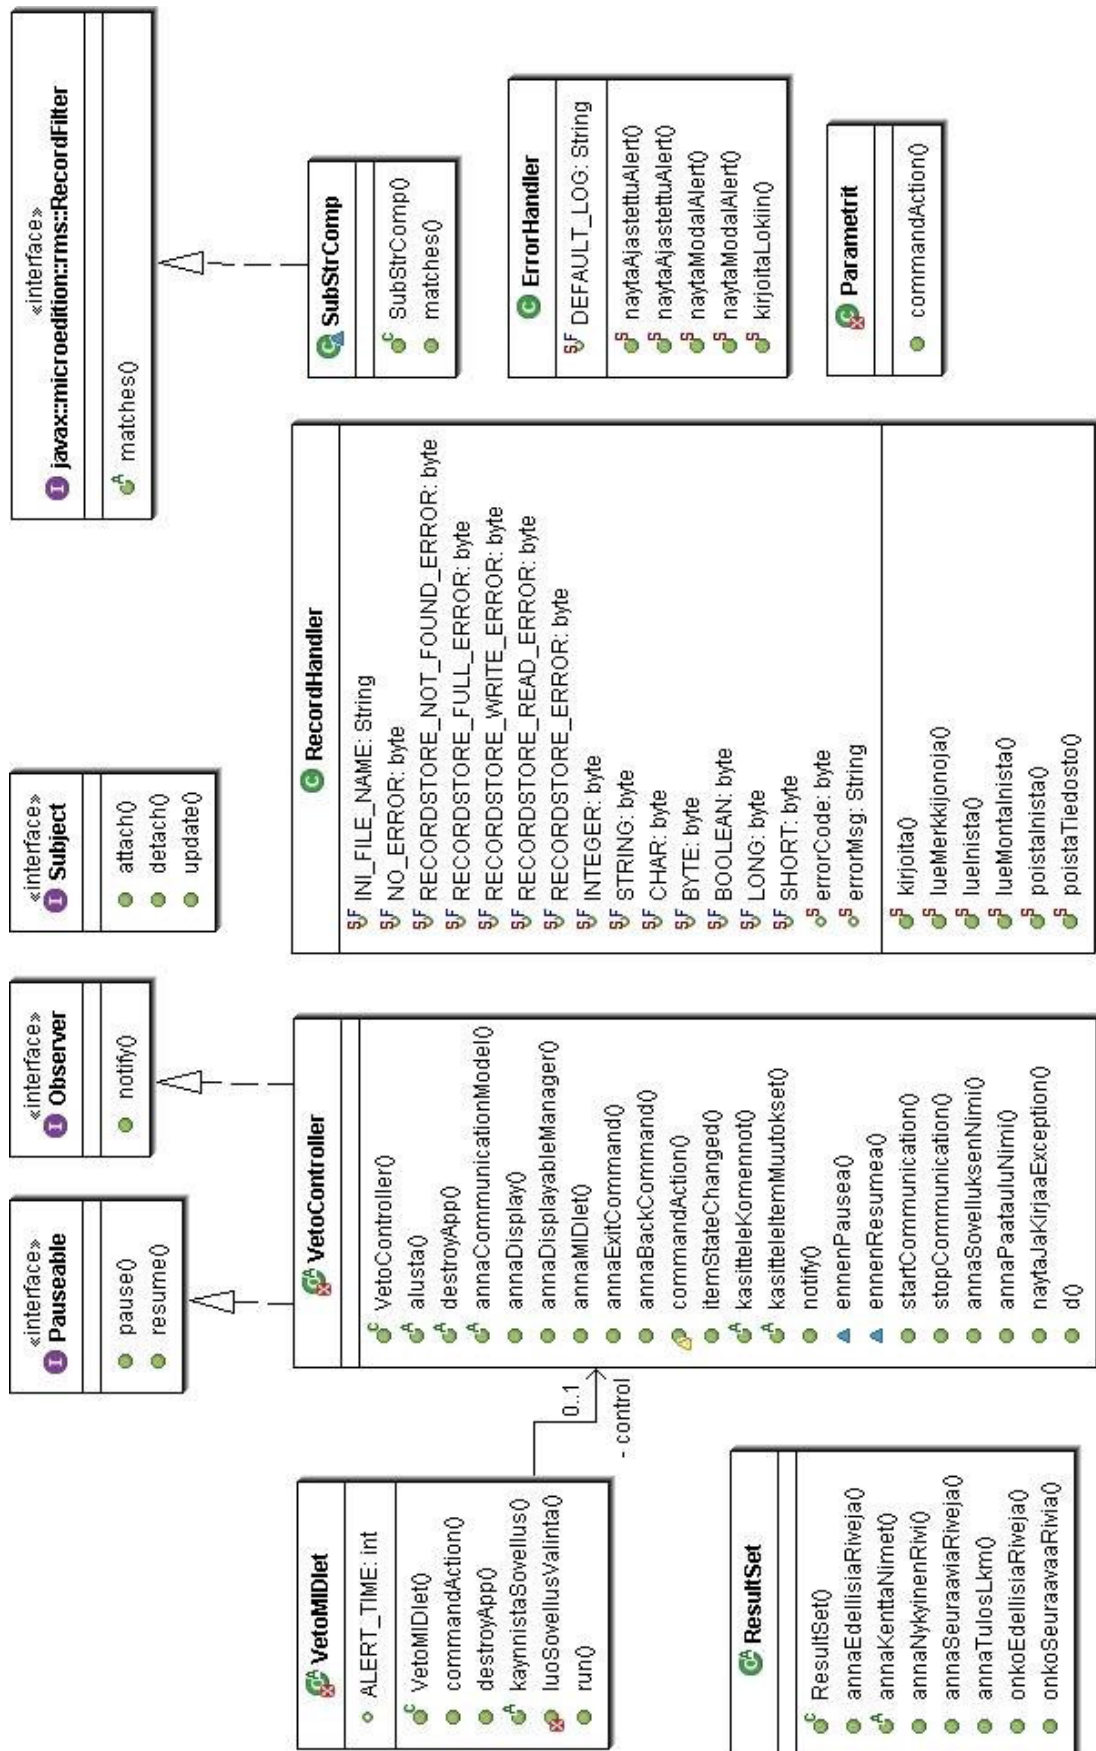 «interface»
Pauseable
pause()
resume()
«interface»
Observer
notify()
«interface»
Subject
attach()
detach()
update()
«interface»
javax::microedition::rms::RecordFilter
matches()
VetoMIDlet
ALERT_TIME: int
VetoMIDlet()
commandAction()
destroyApp()
kaynnistaSovellus()
luoSovellusValinta()
run()
0..1
- control
VetoController
VetoController()
alusta()
destroyApp()
annaCommunicationModel()
annaDisplay()
annaDisplayableManager()
annaMIDlet()
annaExitCommand()
annaBackCommand()
commandAction()
itemStateChanged()
kasitteleKomennot()
kasitteleItemMuutokset()
notify()
ennenPausea()
ennenResumea()
startCommunication()
stopCommunication()
annaSovelluksenNimi()
annaPaatauluNimi()
naytaJaKirjaaException()
d()
RecordHandler
INI_FILE_NAME: String
NO_ERROR: byte
RECORDSTORE_NOT_FOUND_ERROR: byte
RECORDSTORE_FULL_ERROR: byte
RECORDSTORE_WRITE_ERROR: byte
RECORDSTORE_READ_ERROR: byte
RECORDSTORE_ERROR: byte
INTEGER: byte
STRING: byte
CHAR: byte
BYTE: byte
BOOLEAN: byte
LONG: byte
SHORT: byte
errorCode: byte
errorMsg: String
kirjoita()
lueMerkkijonoja()
lueInista()
lueMontaInista()
poistaInista()
poistaTiedosto()
SubStrComp
SubStrComp()
matches()
ErrorHandler
DEFAULT_LOG: String
naytaAjastettuAlert()
naytaAjastettuAlert()
naytaModalAlert()
naytaModalAlert()
kirjoitaLokiin()
Parametrit
commandAction()
ResultSet
ResultSet()
annaEdellisiaRiveja()
annaKenttaNimet()
annaNykyinenRivi()
annaSeuraaviaRiveja()
annaTulosLkm()
onkoEdellisiaRiveja()
onkoSeuraavaaRivia()